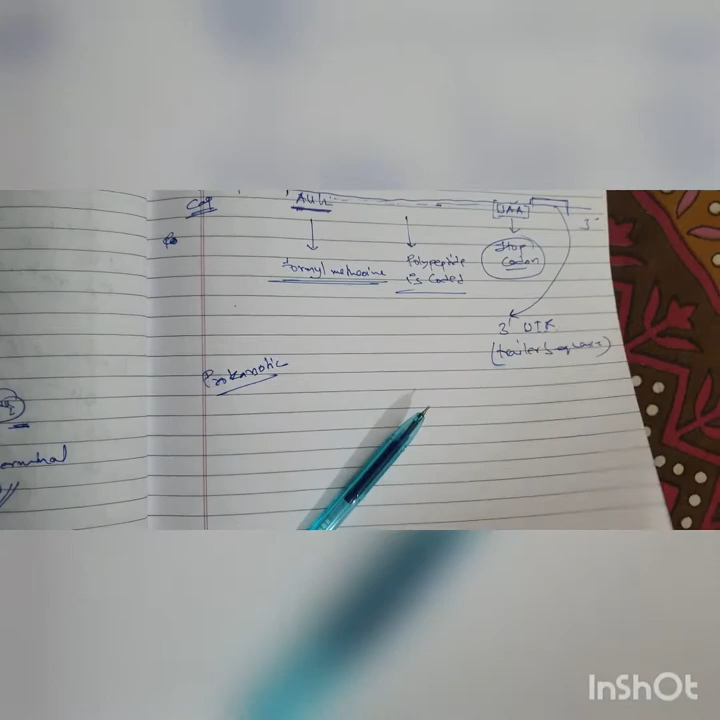 Cap AUG UAA 3'
formyl methionine
Polypeptide
is coded
Stop
Codon
3' UTR
(trailer sequence)
Prokaryotic
InShOt